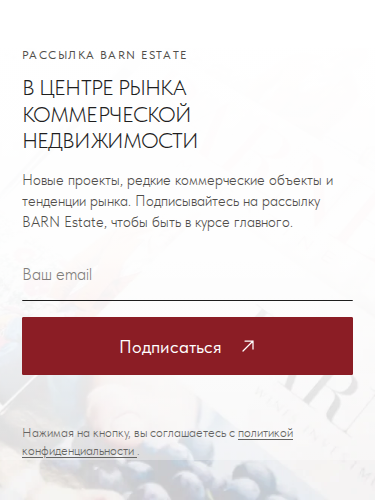 РАССЫЛКА BARN ESTATE
В ЦЕНТРЕ РЫНКА
КОММЕРЧЕСКОЙ
НЕДВИЖИМОСТИ
Новые проекты, редкие коммерческие объекты и
тенденции рынка. Подписывайтесь на рассылку
BARN Estate, чтобы быть в курсе главного.
Ваш email
Подписаться
Нажимая на кнопку, вы соглашаетесь с политикой
конфиденциальности.